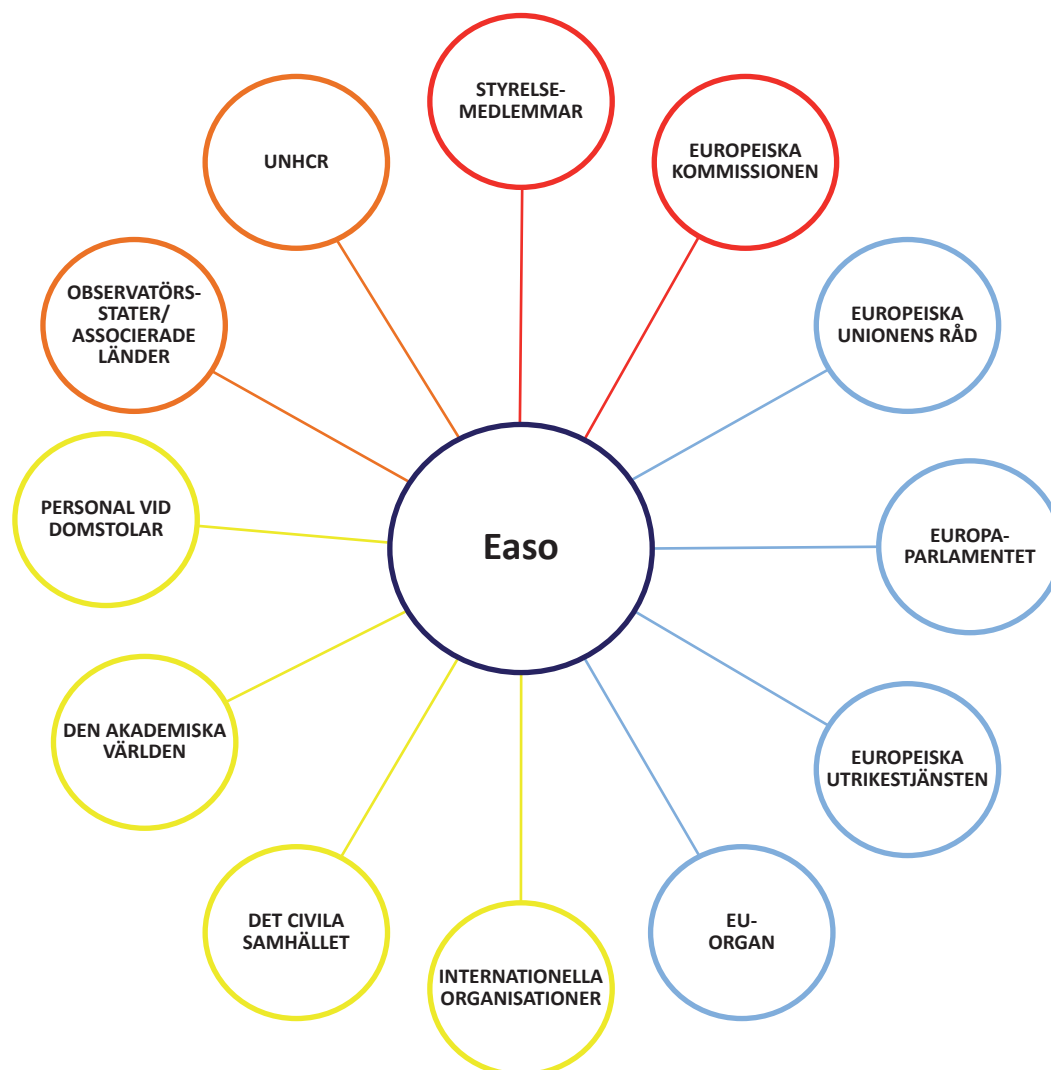 STYRELSE-
MEDLEMMAR
EUROPEISKA
KOMMISSIONEN
UNHCR
OBSERVATÖRS-
STATER/
ASSOCIERADE
LÄNDER
EUROPEISKA
UNIONENS RÅD
PERSONAL VID
DOMSTOLAR
Easo
EUROPA-
PARLAMENTET
DEN AKADEMISKA
VÄRLDEN
EUROPEISKA
UTRIKESTJÄNSTEN
DET CIVILA
SAMHÄLLET
INTERNATIONELLA
ORGANISATIONER
EU-
ORGAN